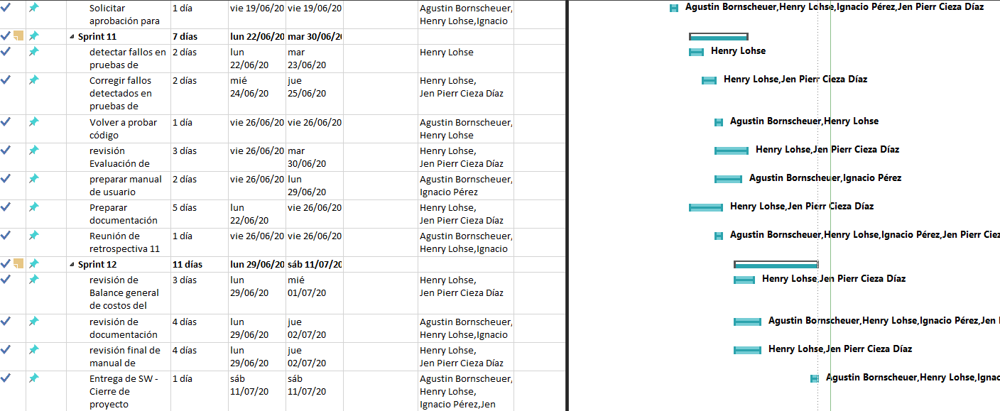 Solicitar 1 día vie 19/06/20 vie 19/06/20 Agustin Bornscheuer, Agustin Bornscheuer,Henry Lohse,Ignacio Pérez,Jen Pierr Cieza Díaz
aprobación para Henry Lohse,Ignacio
Sprint 11 7 días lun 22/06/20 mar 30/06/20
detectar fallos en 2 días lun mar Henry Lohse Henry Lohse
pruebas de 22/06/20 23/06/20
Corregir fallos 2 días mié jue Henry Lohse, Henry Lohse,Jen Pierr Cieza Díaz
detectados en 24/06/20 25/06/20 Jen Pierr Cieza Díaz
pruebas de
Volver a probar 1 día vie 26/06/20 vie 26/06/20 Agustin Bornscheuer, Agustin Bornscheuer,Henry Lohse
código Henry Lohse
revisión 3 días vie 26/06/20 mar Henry Lohse, Henry Lohse,Jen Pierr Cieza Díaz
Evaluación de 30/06/20 Jen Pierr Cieza Díaz
preparar manual 2 días vie 26/06/20 lun Agustin Bornscheuer, Agustin Bornscheuer,Ignacio Pérez
de usuario 29/06/20 Ignacio Pérez
Preparar 5 días lun vie 26/06/20 Henry Lohse, Henry Lohse,Jen Pierr Cieza Díaz
documentación 22/06/20 Jen Pierr Cieza Díaz
Reunión de 1 día vie 26/06/20 vie 26/06/20 Agustin Bornscheuer, Agustin Bornscheuer,Henry Lohse,Ignacio Pérez,Jen Pierr Ciez
retrospectiva 11 Henry Lohse,Ignacio
Sprint 12 11 días lun 29/06/20 sáb 11/07/20
revisión de 3 días lun mié Henry Lohse, Henry Lohse,Jen Pierr Cieza Díaz
Balance general 29/06/20 01/07/20 Jen Pierr Cieza Díaz
de costos del
revisión de 4 días lun jue Agustin Bornscheuer, Agustin Bornscheuer,Henry Lohse,Ignacio Pérez,Jen
documentación 29/06/20 02/07/20 Henry Lohse,Ignacio
revisión final de 4 días lun jue Henry Lohse, Henry Lohse,Jen Pierr Cieza Díaz
manual de 29/06/20 02/07/20 Jen Pierr Cieza Díaz
Entrega de SW - 1 día sáb sáb Agustin Bornscheuer, Agustin Bornscheuer,Henry Lohse,Ignac
Cierre de 11/07/20 11/07/20 Henry Lohse,
proyecto Ignacio Pérez,Jen